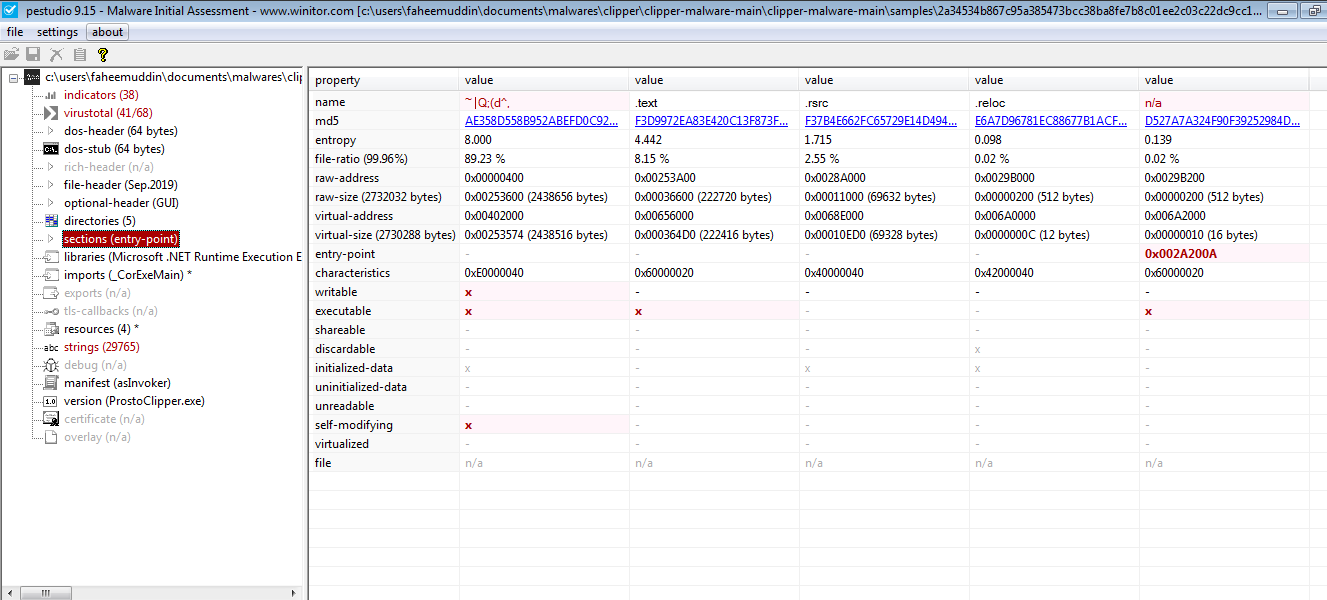 pestudio 9.15 - Malware Initial Assessment - www.winitor.com [c:\users\faheemuddin\documents\malwares\clipper\clipper-malware-main\clipper-malware-main\samples\2a34534b867c95a385473bcc38ba8fe7b8c01ee2c03c22dc9cc1...
file settings about
c:\users\faheemuddin\documents\malwares\clip
indicators (38)
virustotal (41/68)
dos-header (64 bytes)
dos-stub (64 bytes)
rich-header (n/a)
file-header (Sep.2019)
optional-header (GUI)
directories (5)
sections (entry-point)
libraries (Microsoft .NET Runtime Execution E
imports (_CorExeMain) *
exports (n/a)
tls-callbacks (n/a)
resources (4) *
abc strings (29765)
debug (n/a)
manifest (asInvoker)
1.0 version (ProstoClipper.exe)
certificate (n/a)
overlay (n/a)
property value value value value value
name ~|Q;(d^, .text .rsrc .reloc n/a
md5 AE358D558B952ABEFD0C92... F3D9972EA83E420C13F873F... F37B4E662FC65729E14D494... E6A7D96781EC88677B1ACF... D527A7A324F90F39252984D...
entropy 8.000 4.442 1.715 0.098 0.139
file-ratio (99.96%) 89.23 % 8.15 % 2.55 % 0.02 % 0.02 %
raw-address 0x00000400 0x00253A00 0x0028A000 0x0029B000 0x0029B200
raw-size (2732032 bytes) 0x00253600 (2438656 bytes) 0x00036600 (222720 bytes) 0x00011000 (69632 bytes) 0x00000200 (512 bytes) 0x00000200 (512 bytes)
virtual-address 0x00402000 0x00656000 0x0068E000 0x006A0000 0x006A2000
virtual-size (2730288 bytes) 0x00253574 (2438516 bytes) 0x000364D0 (222416 bytes) 0x00010ED0 (69328 bytes) 0x0000000C (12 bytes) 0x00000010 (16 bytes)
entry-point - - - - 0x002A200A
characteristics 0xE0000040 0x60000020 0x40000040 0x42000040 0x60000020
writable x - - - -
executable x x - - x
shareable - - - - -
discardable - - - x -
initialized-data x - x x -
uninitialized-data - - - - -
unreadable - - - - -
self-modifying x - - - -
virtualized - - - - -
file n/a n/a n/a n/a n/a